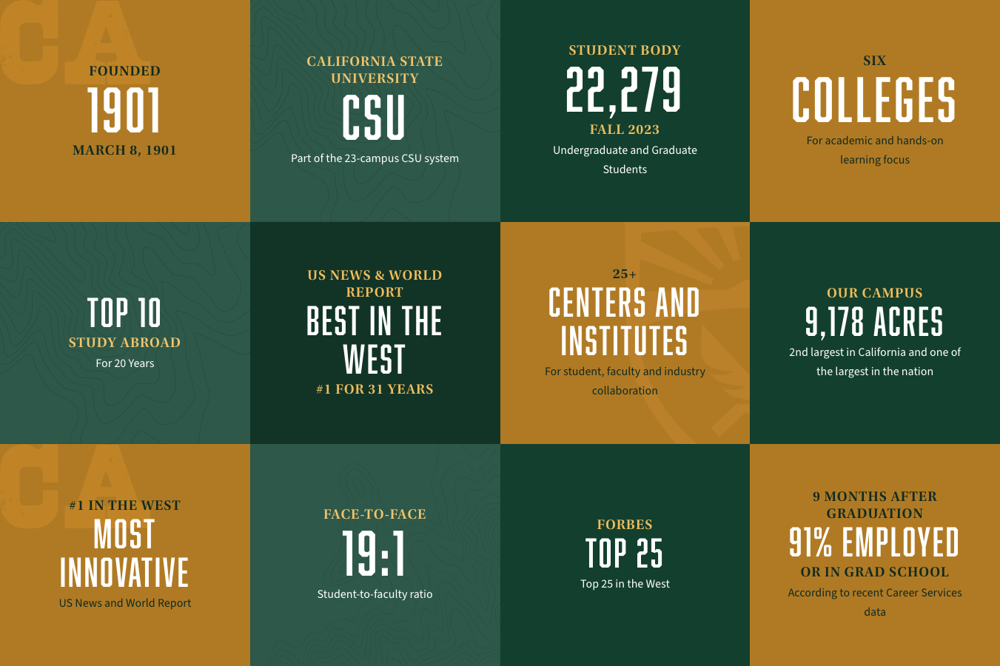 CA
FOUNDED
1901
MARCH 8, 1901
CALIFORNIA STATE
UNIVERSITY
CSU
Part of the 23-campus CSU system
STUDENT BODY
22,279
FALL 2023
Undergraduate and Graduate
Students
SIX
COLLEGES
For academic and hands-on
learning focus
TOP 10
STUDY ABROAD
For 20 Years
US NEWS & WORLD
REPORT
BEST IN THE
WEST
#1 FOR 31 YEARS
25+
CENTERS AND
INSTITUTES
For student, faculty and industry
collaboration
OUR CAMPUS
9,178 ACRES
2nd largest in California and one of
the largest in the nation
CA
#1 IN THE WEST
MOST
INNOVATIVE
US News and World Report
FACE-TO-FACE
19:1
Student-to-faculty ratio
FORBES
TOP 25
Top 25 in the West
9 MONTHS AFTER
GRADUATION
91% EMPLOYED
OR IN GRAD SCHOOL
According to recent Career Services
data